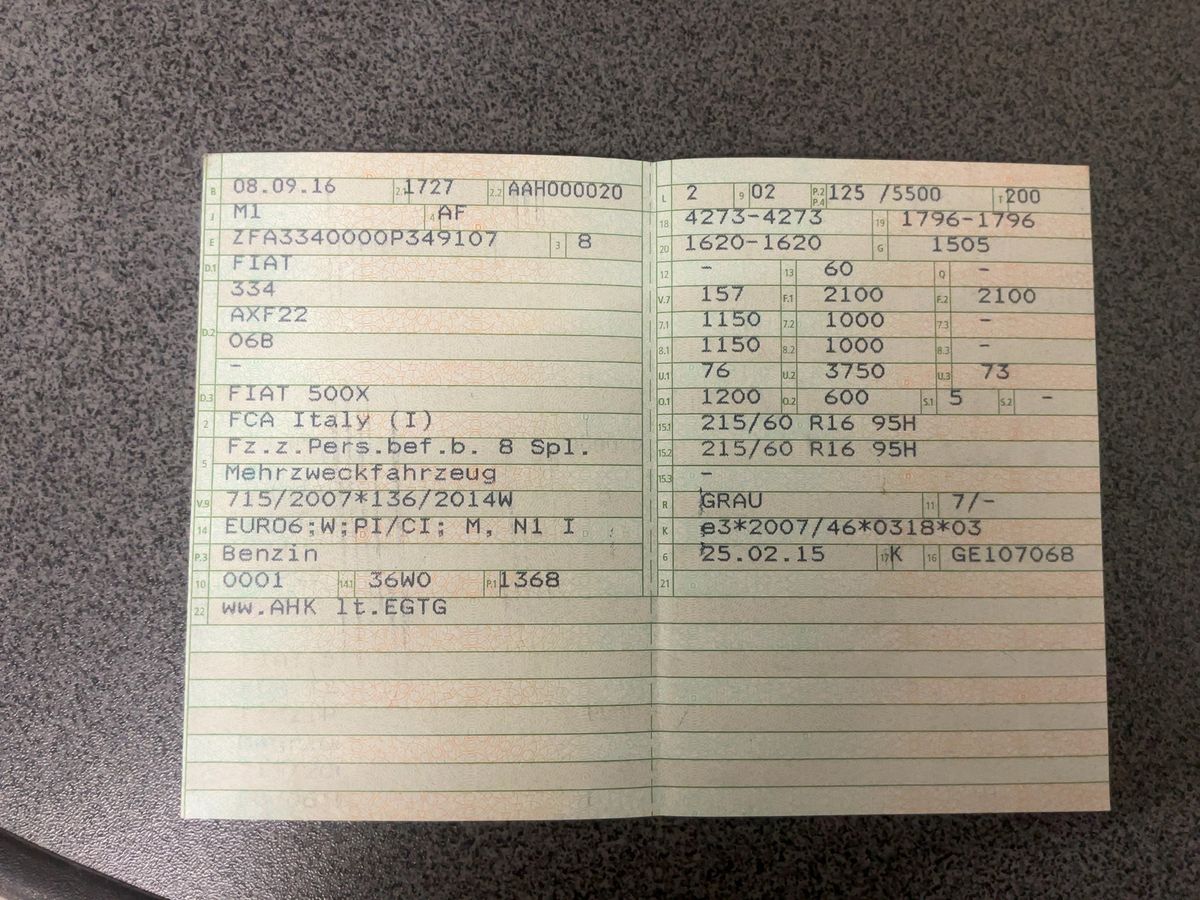 B 08.09.16 2.1 1727 2.2 AAH000020
J M1 4 AF
E ZFA3340000P349107 3 8
D.1 FIAT
D.2 334
AXF22
06B
-
D.3 FIAT 500X
2 FCA Italy (I)
5 Fz.z.Pers.bef.b. 8 Spl.
Mehrzweckfahrzeug
V.9 715/2007*136/2014W
14 EURO6;W;PI/CI; M, N1 I
P.3 Benzin
10 0001 14.1 36W0 P.1 1368
22 ww.AHK lt.EGTG
L 2 9 02 P.2 P.4 125 /5500 T 200
18 4273-4273 19 1796-1796
20 1620-1620 G 1505
12 - 13 60 Q -
V.7 157 F.1 2100 F.2 2100
7.1 1150 7.2 1000 7.3 -
8.1 1150 8.2 1000 8.3 -
U.1 76 U.2 3750 U.3 73
O.1 1200 O.2 600 S.1 5 S.2 -
15.1 215/60 R16 95H
15.2 215/60 R16 95H
15.3 -
R GRAU 11 7/-
K e3*2007/46*0318*03
6 25.02.15 17 K 16 GE107068
21